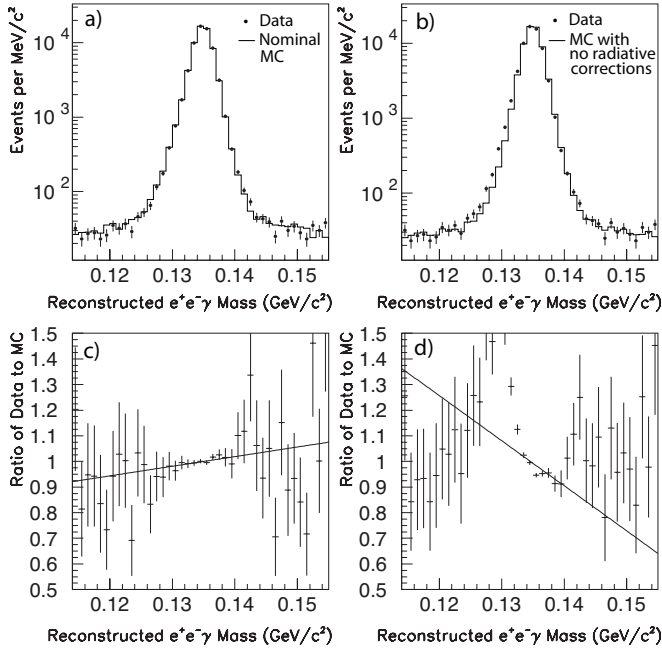 a)
Data
Nominal
MC
Events per MeV/c²
10⁴
10³
10²
0.12 0.13 0.14 0.15
Reconstructed e⁺e⁻γ Mass (GeV/c²)
b)
Data
MC with
no radiative
corrections
Events per MeV/c²
10⁴
10³
10²
0.12 0.13 0.14 0.15
Reconstructed e⁺e⁻γ Mass (GeV/c²)
c)
Ratio of Data to MC
1.5
1.4
1.3
1.2
1.1
1.0
0.9
0.8
0.7
0.6
0.5
0.12 0.13 0.14 0.15
Reconstructed e⁺e⁻γ Mass (GeV/c²)
d)
Ratio of Data to MC
1.5
1.4
1.3
1.2
1.1
1.0
0.9
0.8
0.7
0.6
0.5
0.12 0.13 0.14 0.15
Reconstructed e⁺e⁻γ Mass (GeV/c²)